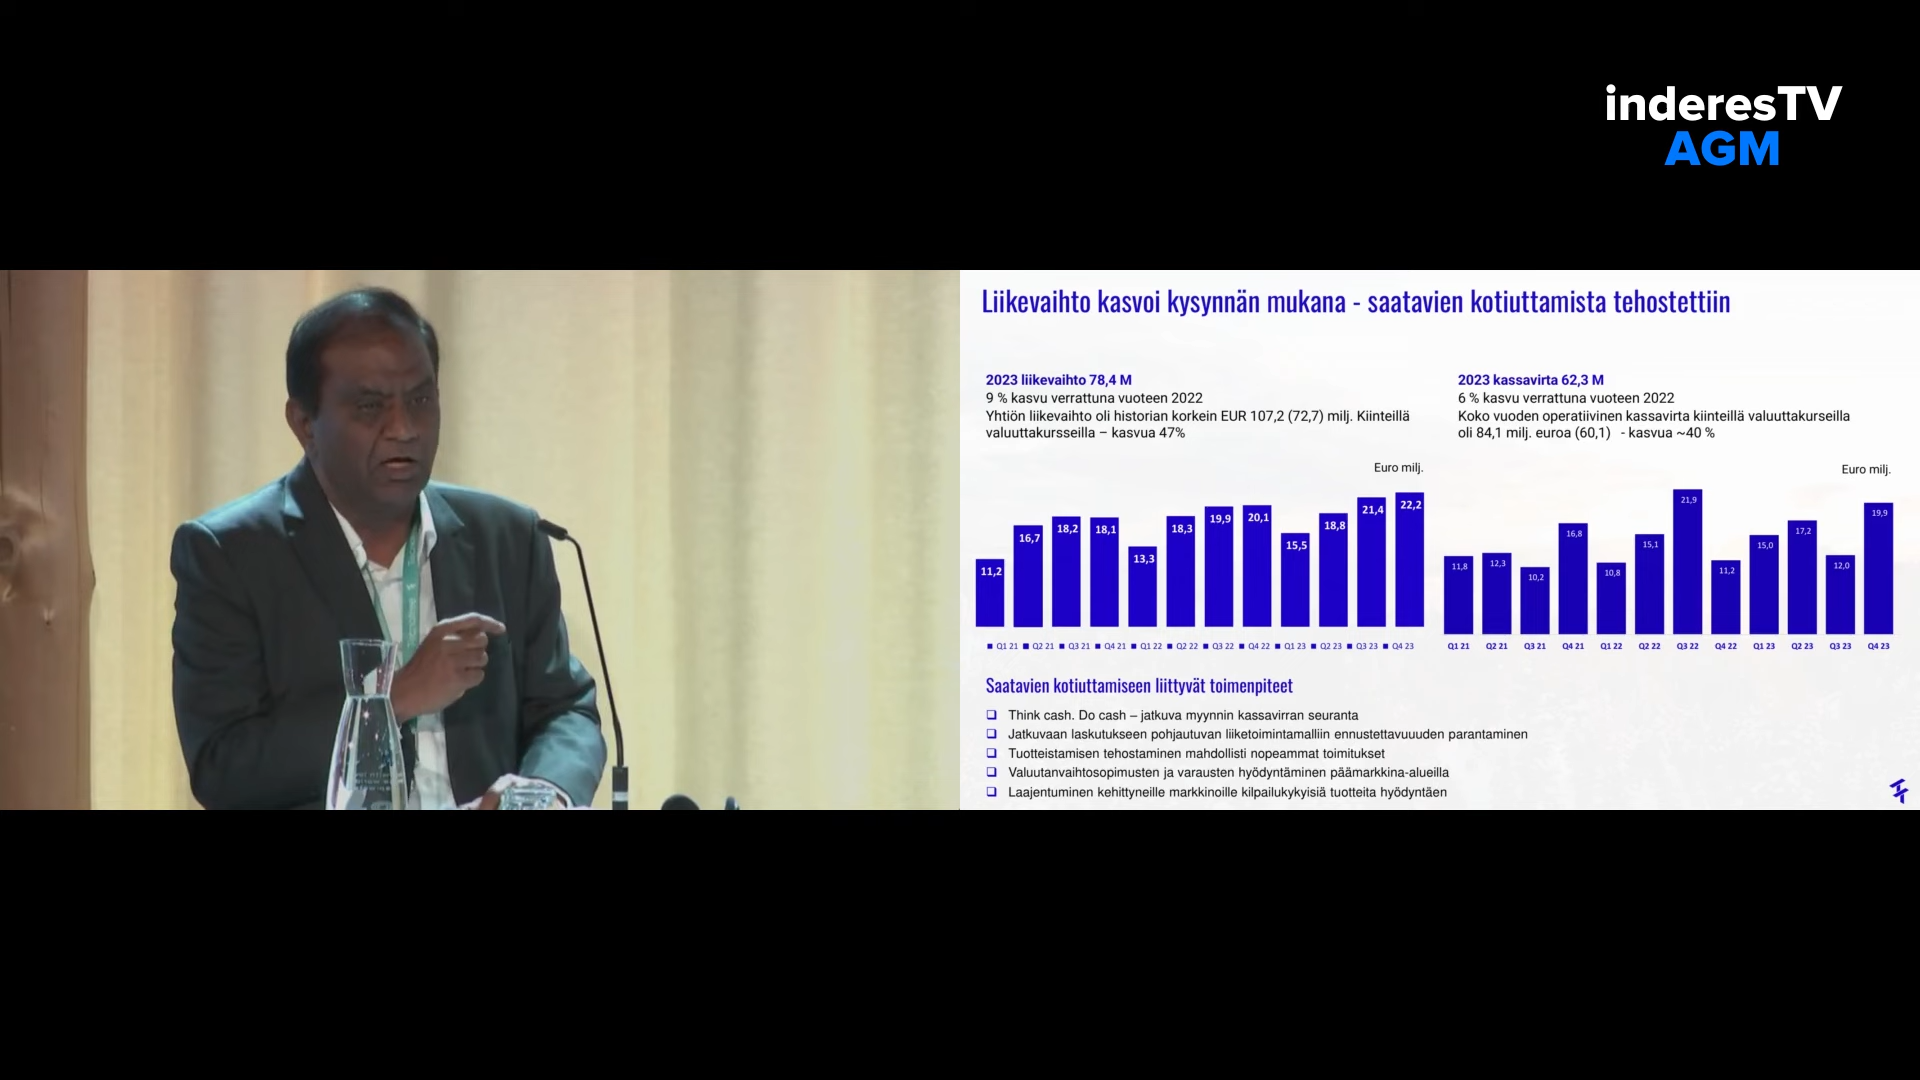 inderesTV
AGM
Liikevaihto kasvoi kysynnän mukana - saatavien kotiuttamista tehostettiin
2023 liikevaihto 78,4 M
9 % kasvu verrattuna vuoteen 2022
Yhtiön liikevaihto oli historian korkein EUR 107,2 (72,7) milj. Kiinteillä
valuuttakursseilla – kasvua 47%
Euro milj.
11,2 16,7 18,2 18,1 13,3 18,3 19,9 20,1 15,5 18,8 21,4 22,2
Q1 21 Q2 21 Q3 21 Q4 21 Q1 22 Q2 22 Q3 22 Q4 22 Q1 23 Q2 23 Q3 23 Q4 23
2023 kassavirta 62,3 M
6 % kasvu verrattuna vuoteen 2022
Koko vuoden operatiivinen kassavirta kiinteillä valuuttakurseilla
oli 84,1 milj. euroa (60,1) - kasvua ~40 %
Euro milj.
11,8 12,3 10,2 16,8 10,8 15,1 21,9 11,2 15,0 17,2 12,0 19,9
Q1 21 Q2 21 Q3 21 Q4 21 Q1 22 Q2 22 Q3 22 Q4 22 Q1 23 Q2 23 Q3 23 Q4 23
Saatavien kotiuttamiseen liittyvät toimenpiteet
❑ Think cash. Do cash – jatkuva myynnin kassavirran seuranta
❑ Jatkuvaan laskutukseen pohjautuvan liiketoimintamalliin ennustettavuuuden parantaminen
❑ Tuotteistamisen tehostaminen mahdollisti nopeammat toimitukset
❑ Valuutanvaihtosopimusten ja varausten hyödyntäminen päämarkkina-alueilla
❑ Laajentuminen kehittyneille markkinoille kilpailukykyisiä tuotteita hyödyntäen